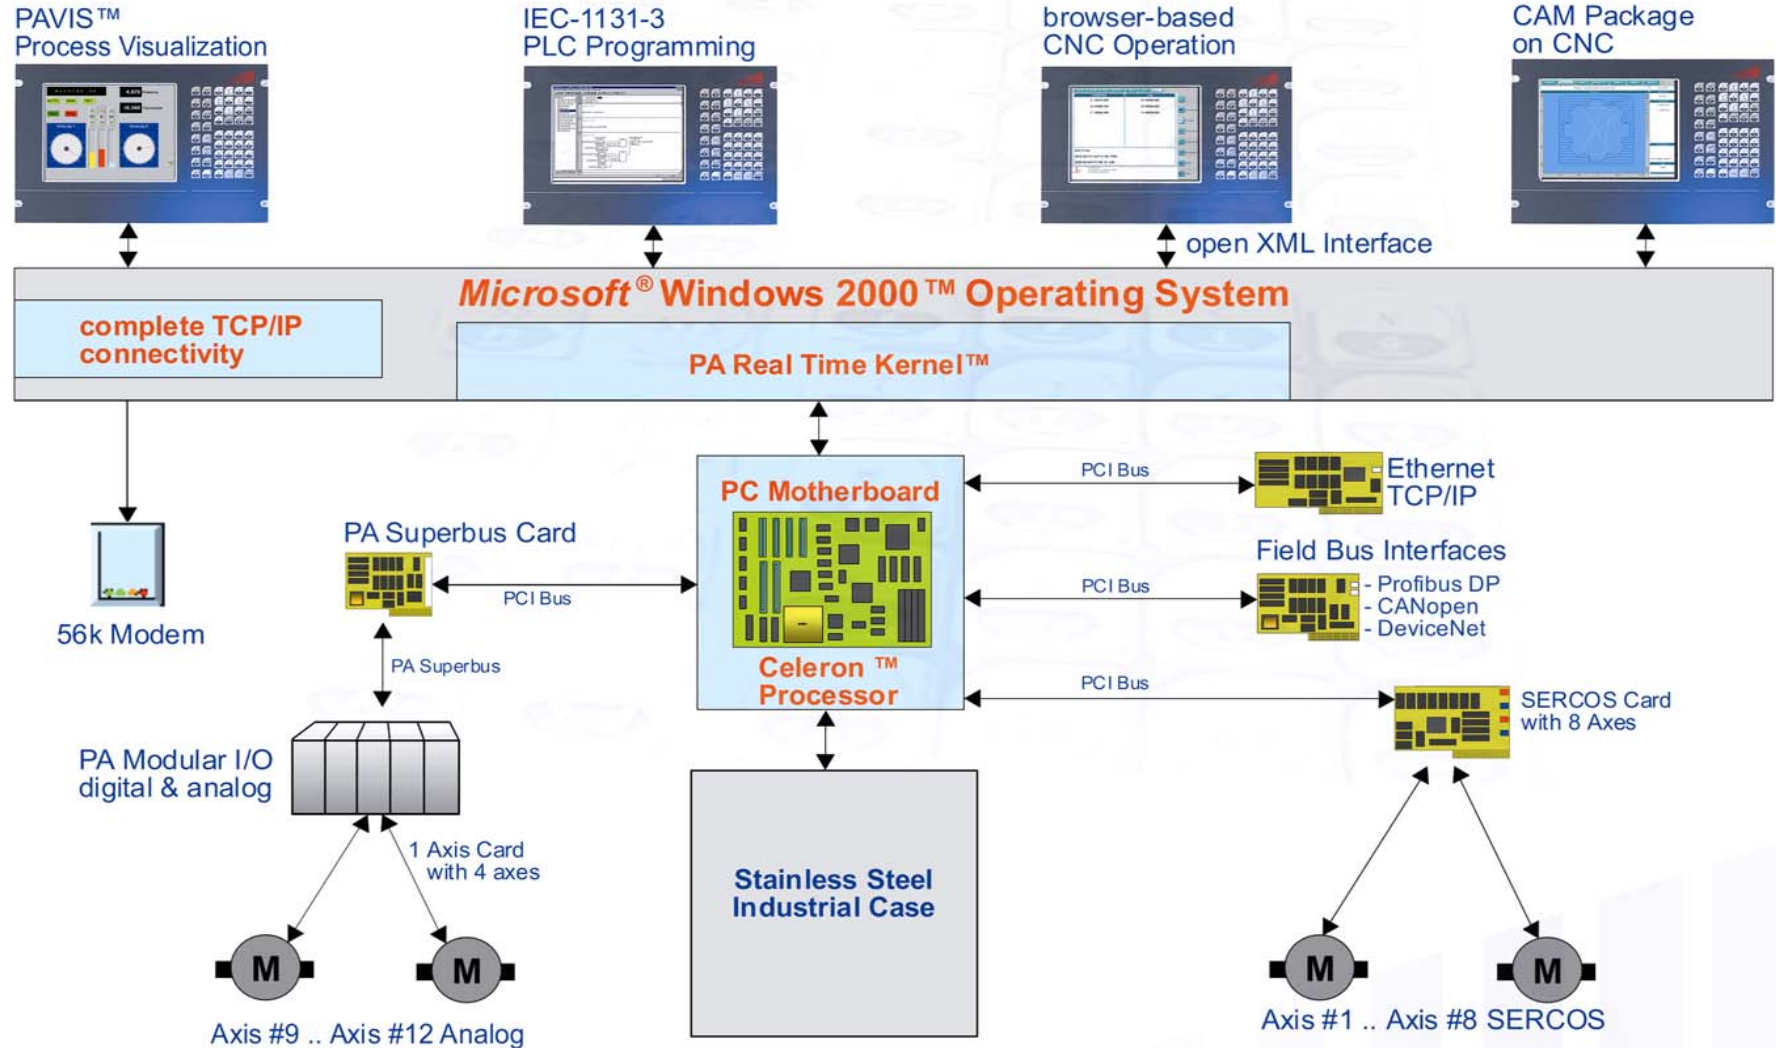 PAVIS™
Process Visualization
IEC-1131-3
PLC Programming
browser-based
CNC Operation
CAM Package
on CNC
open XML Interface
Microsoft® Windows 2000™ Operating System
complete TCP/IP
connectivity
PA Real Time Kernel™
PC Motherboard
Celeron ™
Processor
PCI Bus
Ethernet
TCP/IP
PA Superbus Card
PCI Bus
PCI Bus
Field Bus Interfaces
- Profibus DP
- CANopen
- DeviceNet
56k Modem
PA Superbus
PCI Bus
SERCOS Card
with 8 Axes
PA Modular I/O
digital & analog
1 Axis Card
with 4 axes
Stainless Steel
Industrial Case
M
M
M
M
Axis #9 .. Axis #12 Analog
Axis #1 .. Axis #8 SERCOS